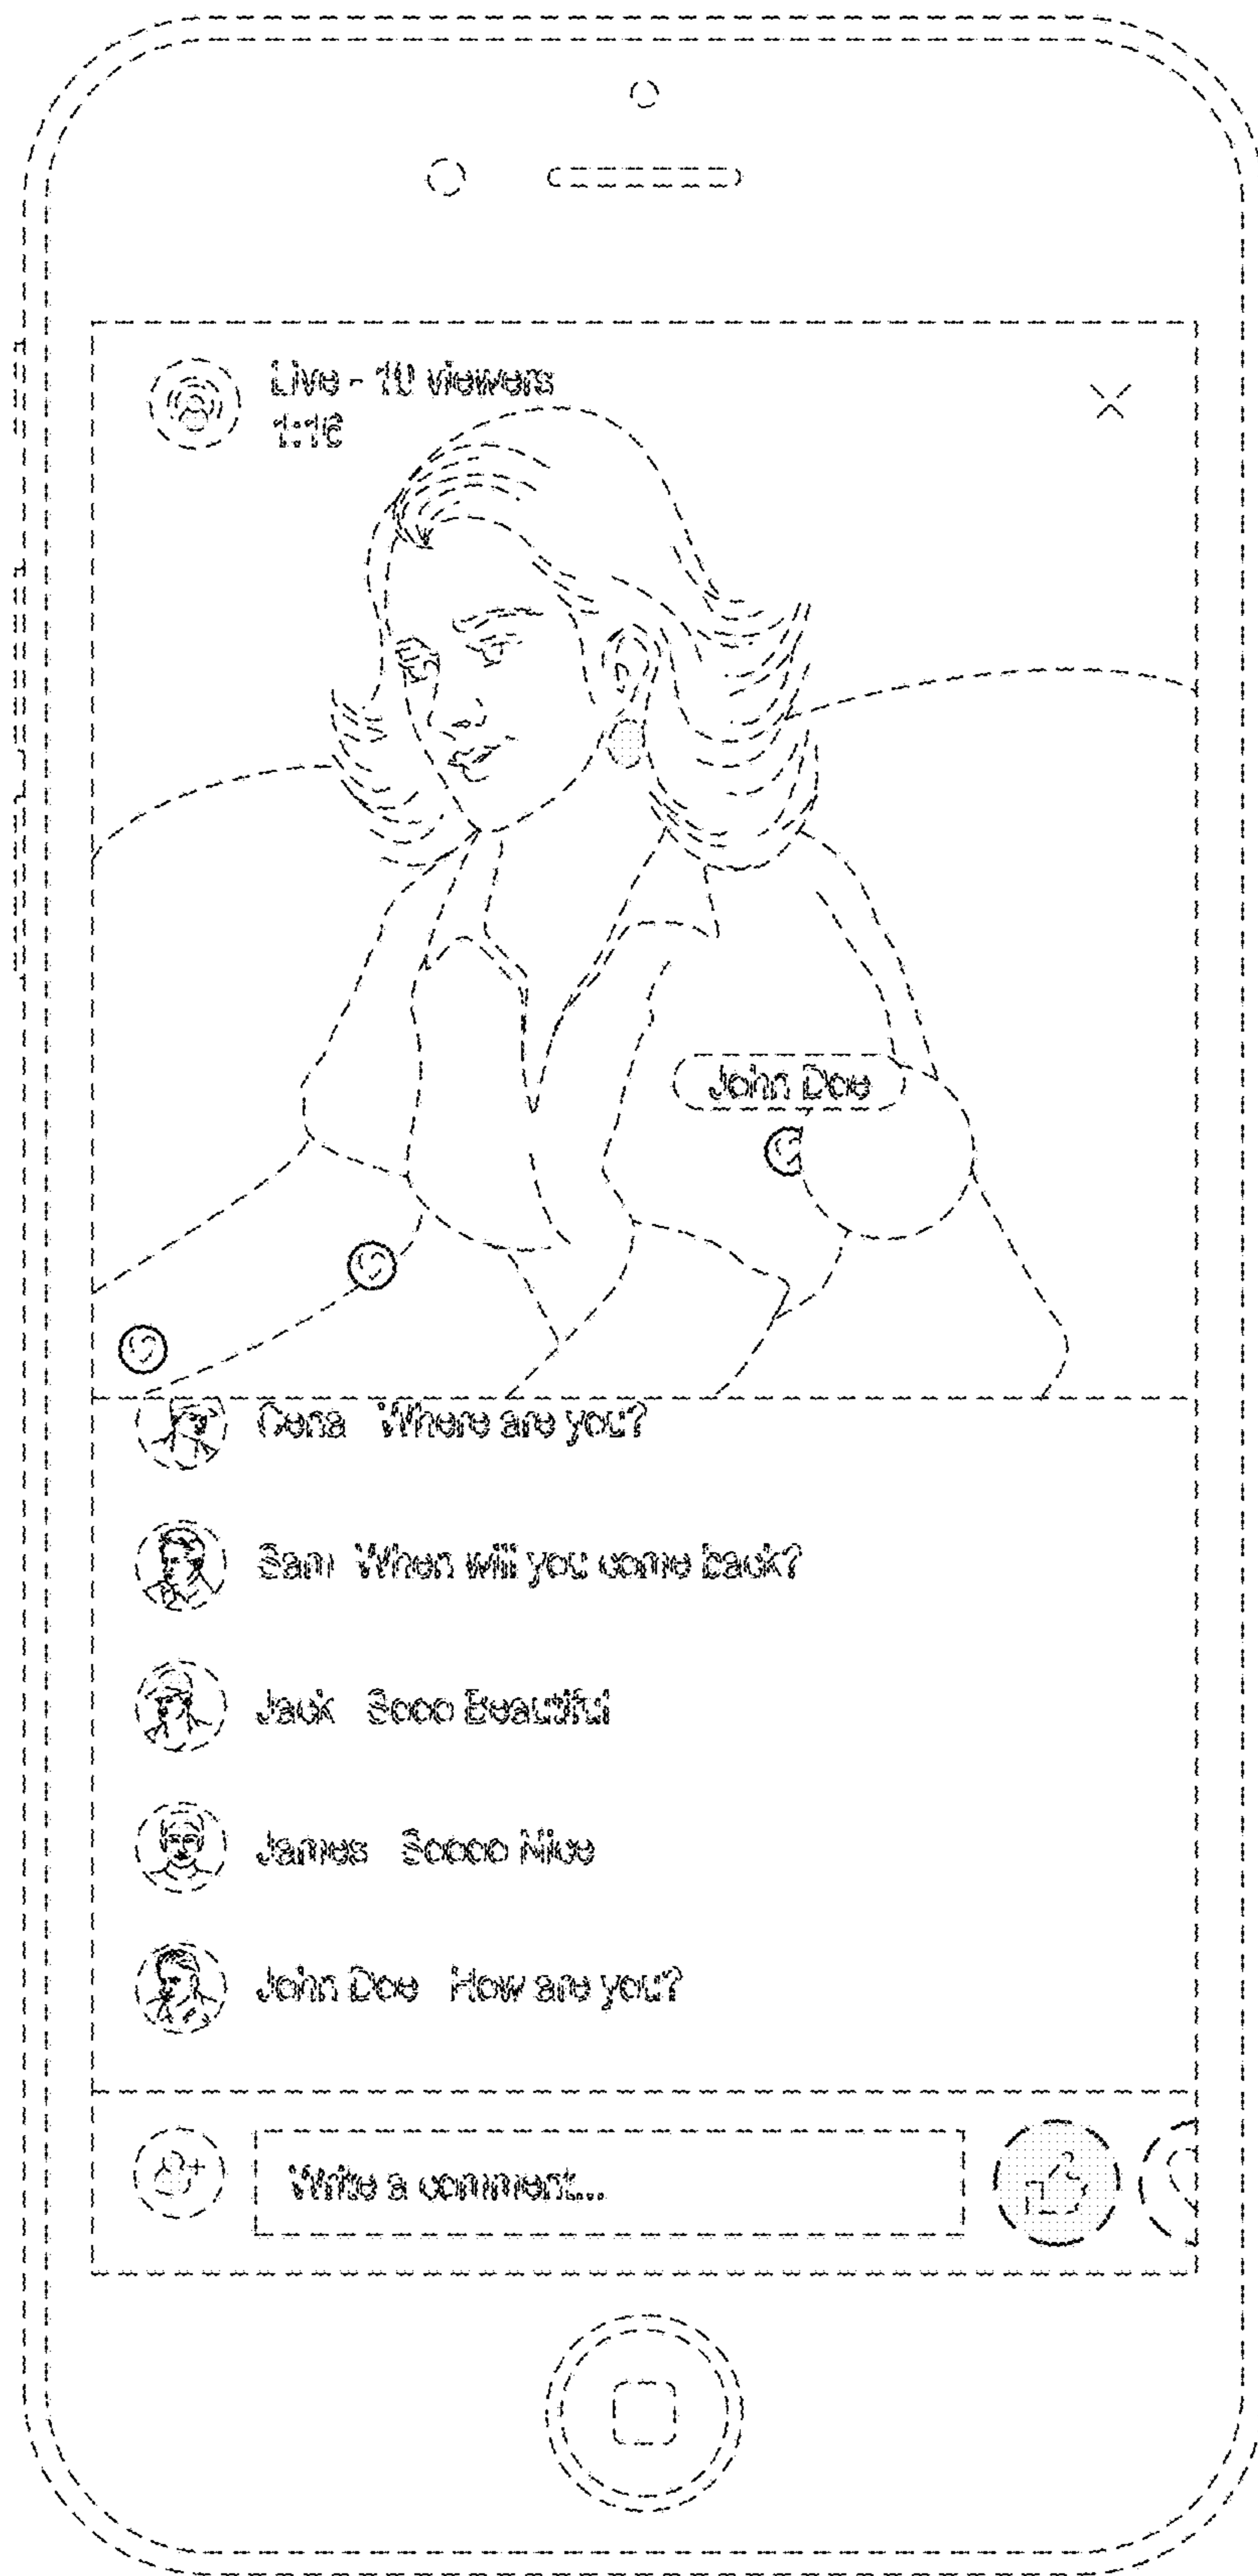 Live - 10 viewers
1:16
John Doe
Cena Where are you?
Sam When will you come back?
Jack Sooo Beautiful
James Soooo Nice
John Doe How are you?
Write a comment...